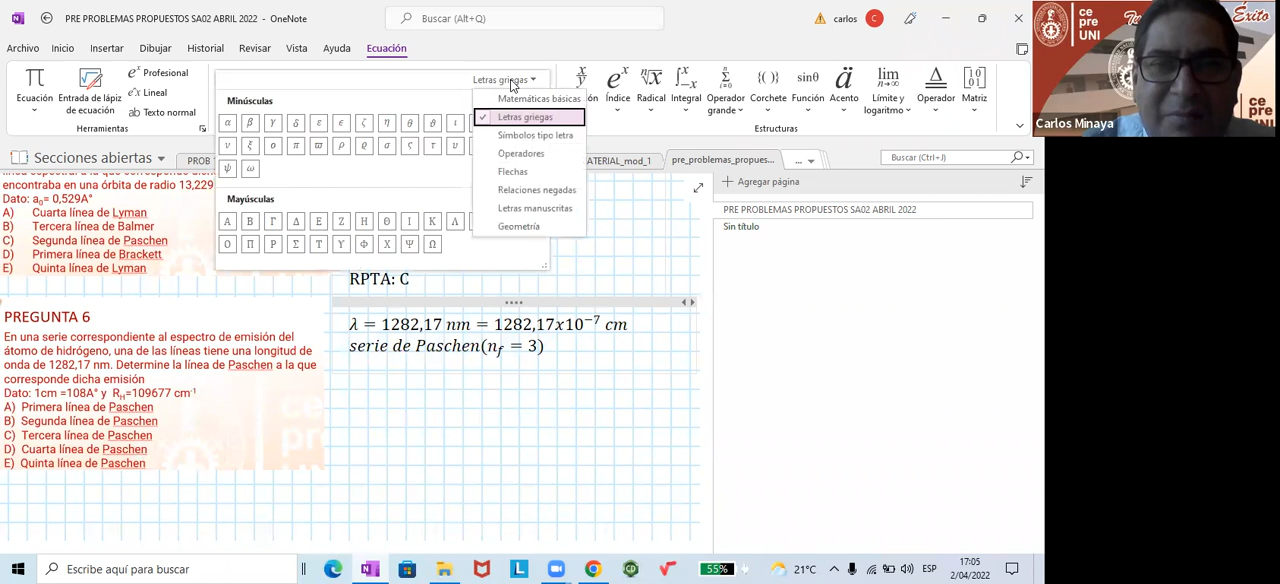 PRE PROBLEMAS PROPUESTOS SA02 ABRIL 2022 - OneNote
Buscar (Alt+Q)
carlos
C
Archivo
Inicio
Insertar
Dibujar
Historial
Revisar
Vista
Ayuda
Ecuación
Ecuación
Entrada de lápiz
de ecuación
Profesional
Lineal
Texto normal
Herramientas
Letras griegas
Minúsculas
α β γ δ ε ϵ ζ η θ ϑ ι
ν ξ ο π ϖ ρ ϱ σ ς τ υ
ψ ω
Mayúsculas
Α Β Γ Δ Ε Ζ Η Θ Ι Κ Λ
Ο Π Ρ Σ Τ Υ Φ Χ Ψ Ω
Matemáticas básicas
Letras griegas
Símbolos tipo letra
Operadores
Flechas
Relaciones negadas
Letras manuscritas
Geometría
Índice
Radical
Integral
Operador
grande
Corchete
Función
Acento
Límite y
logaritmo
Operador
Matriz
Estructuras
Secciones abiertas
PROB
ATERIAL_mod_1
pre_problemas_propues...
...
Buscar (Ctrl+J)
Agregar página
PRE PROBLEMAS PROPUESTOS SA02 ABRIL 2022
Sin título
encontraba en una órbita de radio 13,229
Dato: a₀= 0,529A°
A) Cuarta línea de Lyman
B) Tercera línea de Balmer
C) Segunda línea de Paschen
D) Primera línea de Brackett
E) Quinta línea de Lyman
RPTA: C
λ = 1282,17 nm = 1282,17x10⁻⁷ cm
serie de Paschen(n_f = 3)
PREGUNTA 6
En una serie correspondiente al espectro de emisión del
átomo de hidrógeno, una de las líneas tiene una longitud de
onda de 1282,17 nm. Determine la línea de Paschen a la que
corresponde dicha emisión
Dato: 1cm =108A° y R_H=109677 cm⁻¹
A) Primera línea de Paschen
B) Segunda línea de Paschen
C) Tercera línea de Paschen
D) Cuarta línea de Paschen
E) Quinta línea de Paschen
ce
pre
UNI
Éxito
Carlos Minaya
Escribe aquí para buscar
55%
21°C
ESP
17:05
2/04/2022